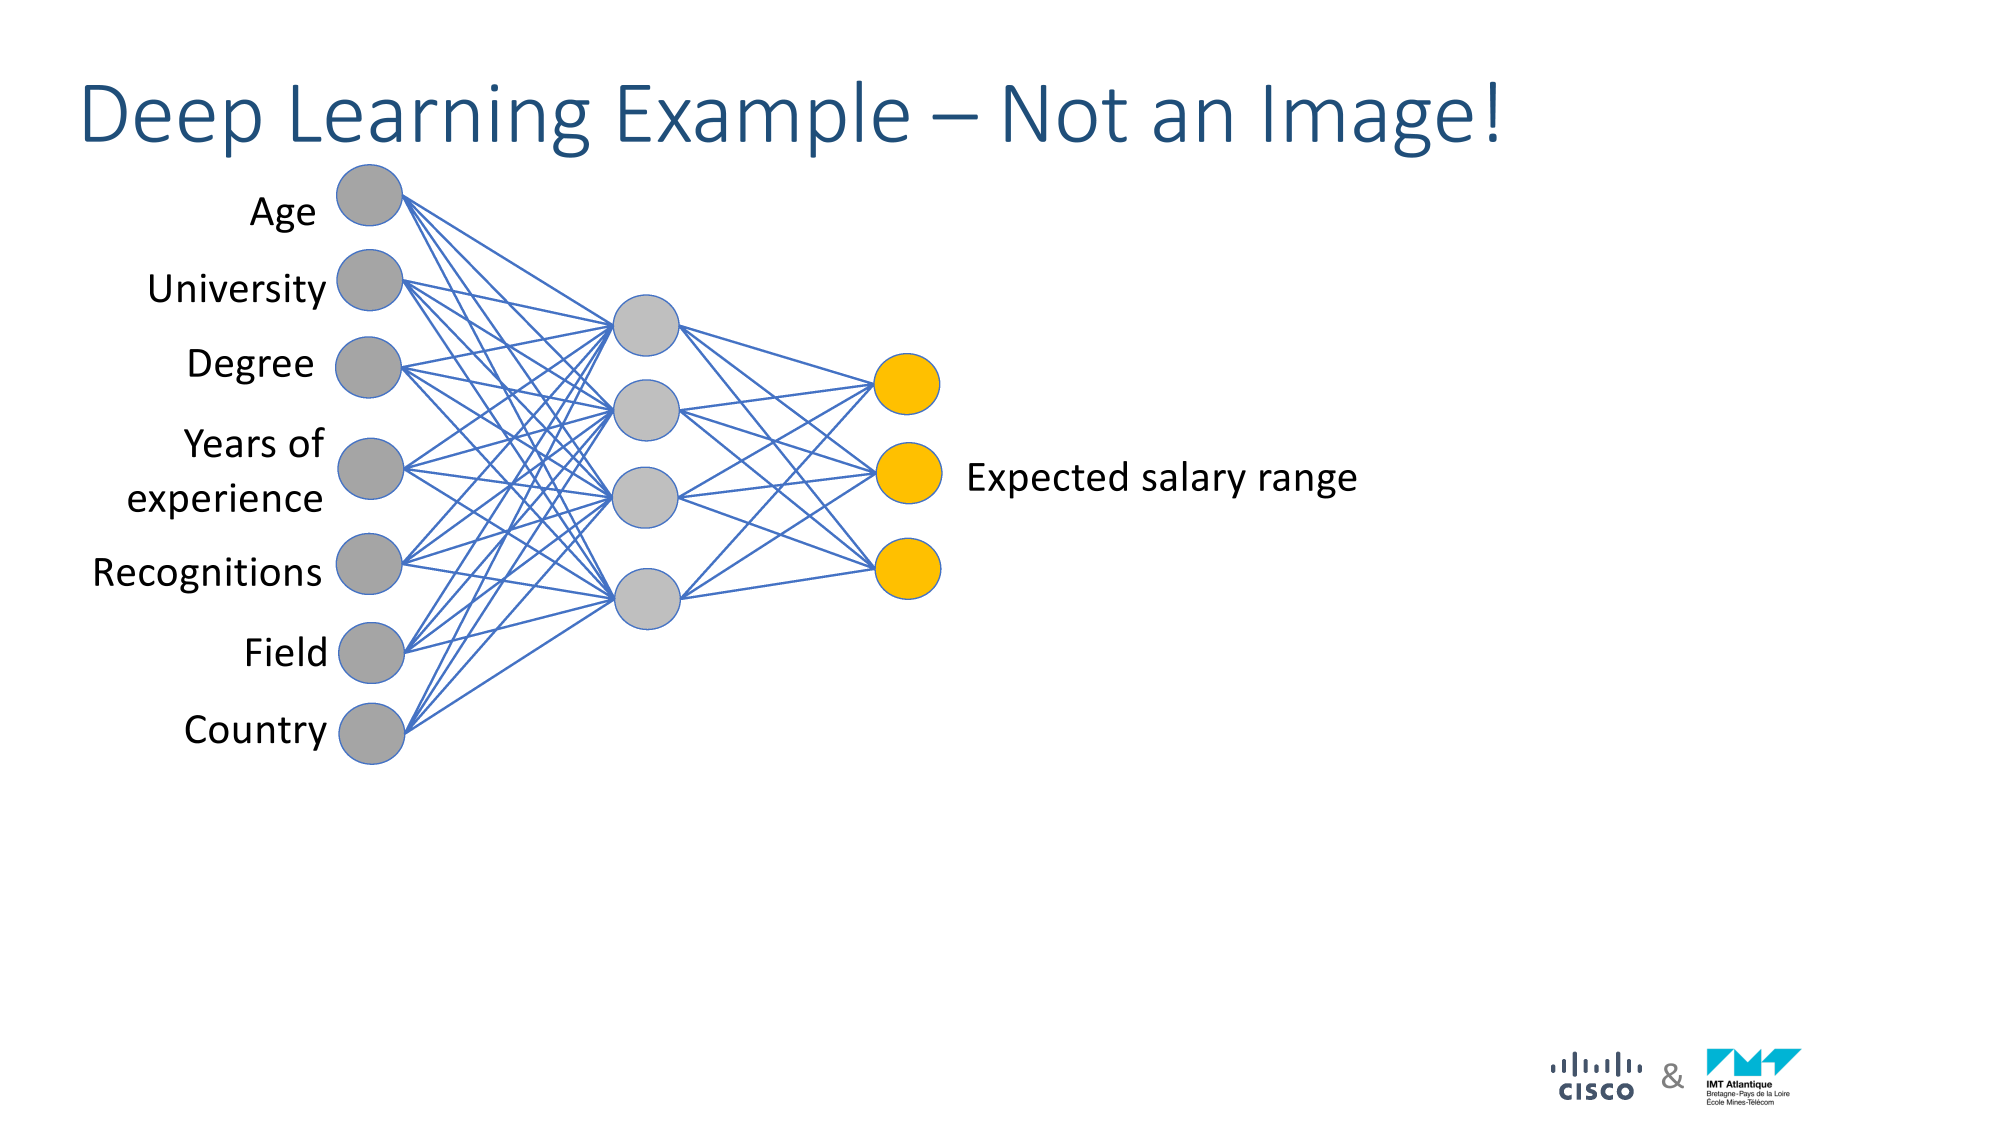 Deep Learning Example – Not an Image!
Age
University
Degree
Years of
experience
Recognitions
Field
Country
Expected salary range
CISCO
&
IMT Atlantique
Bretagne-Pays de la Loire
École Mines-Télécom